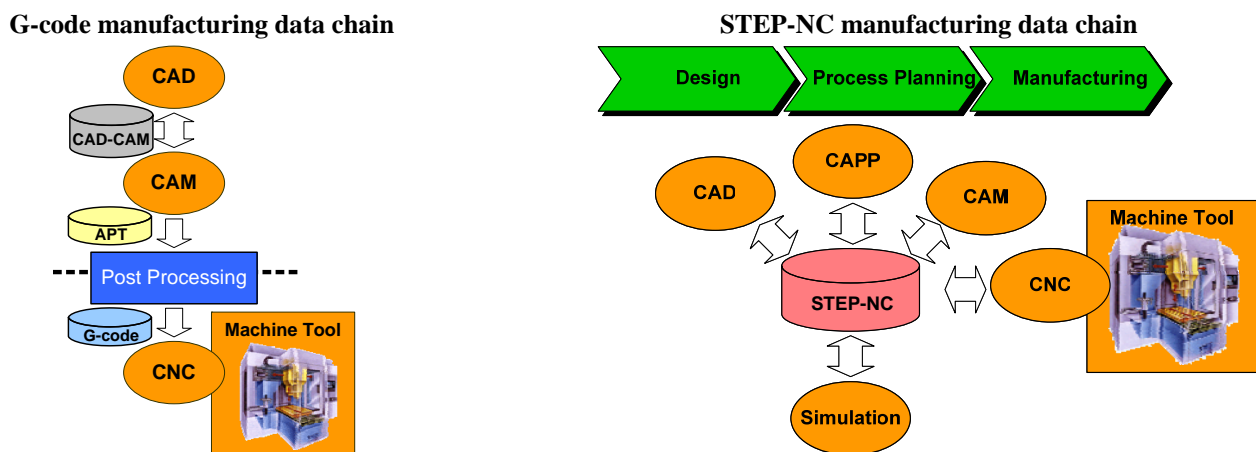 G-code manufacturing data chain
CAD
CAD-CAM
CAM
APT
Post Processing
G-code
CNC
Machine Tool
STEP-NC manufacturing data chain
Design
Process Planning
Manufacturing
CAPP
CAD
CAM
Machine Tool
CNC
STEP-NC
Simulation